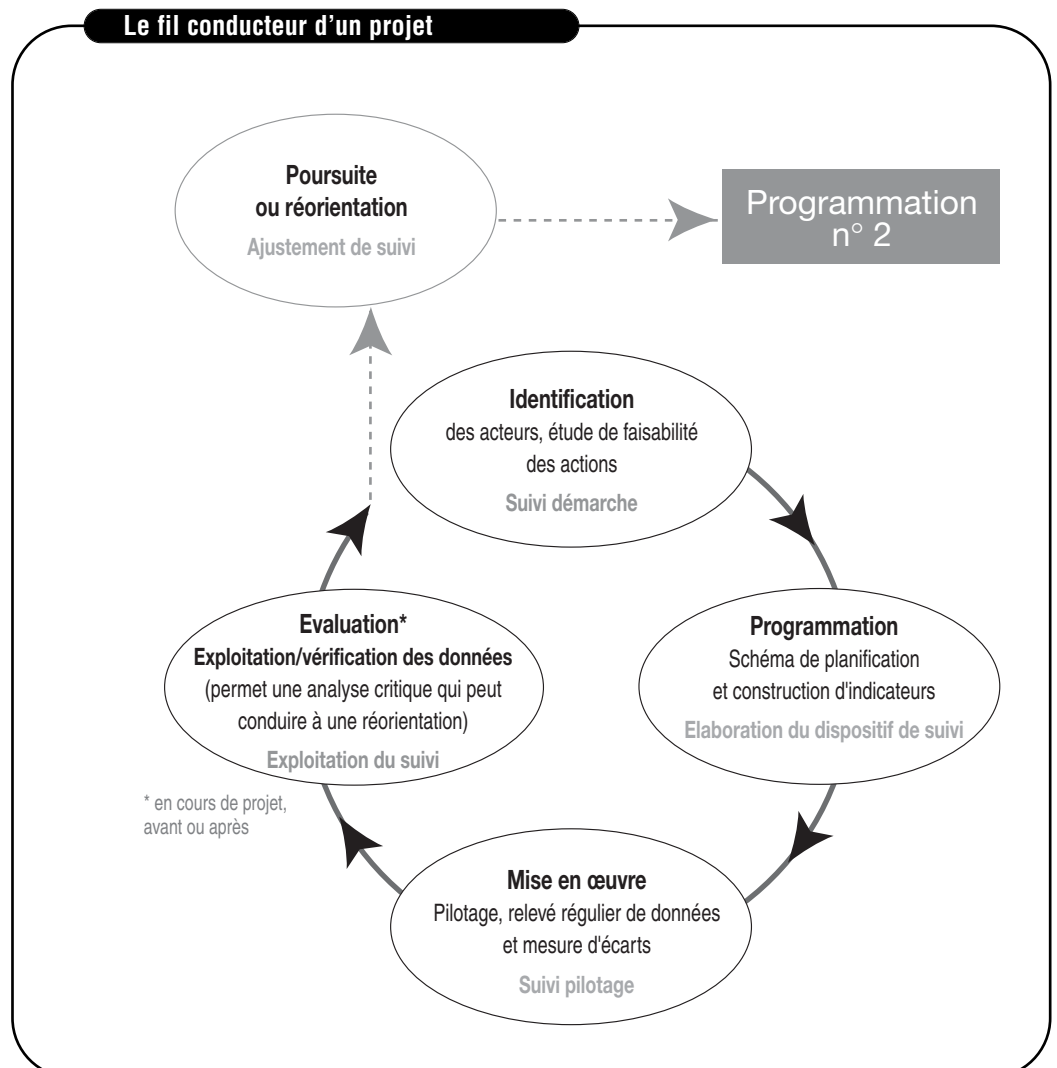 Le fil conducteur d'un projet
Poursuite
ou réorientation
Ajustement de suivi
Programmation
n° 2
Identification
des acteurs, étude de faisabilité
des actions
Suivi démarche
Evaluation*
Exploitation/vérification des données
(permet une analyse critique qui peut
conduire à une réorientation)
Exploitation du suivi
Programmation
Schéma de planification
et construction d'indicateurs
Elaboration du dispositif de suivi
* en cours de projet,
avant ou après
Mise en œuvre
Pilotage, relevé régulier de données
et mesure d'écarts
Suivi pilotage